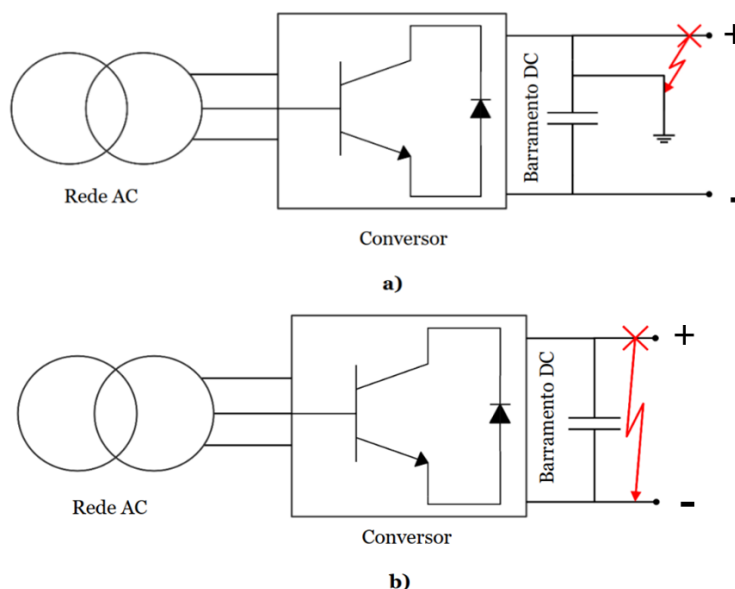 +
Barramento DC
Rede AC
-
Conversor
a)
+
Barramento DC
Rede AC
-
Conversor
b)